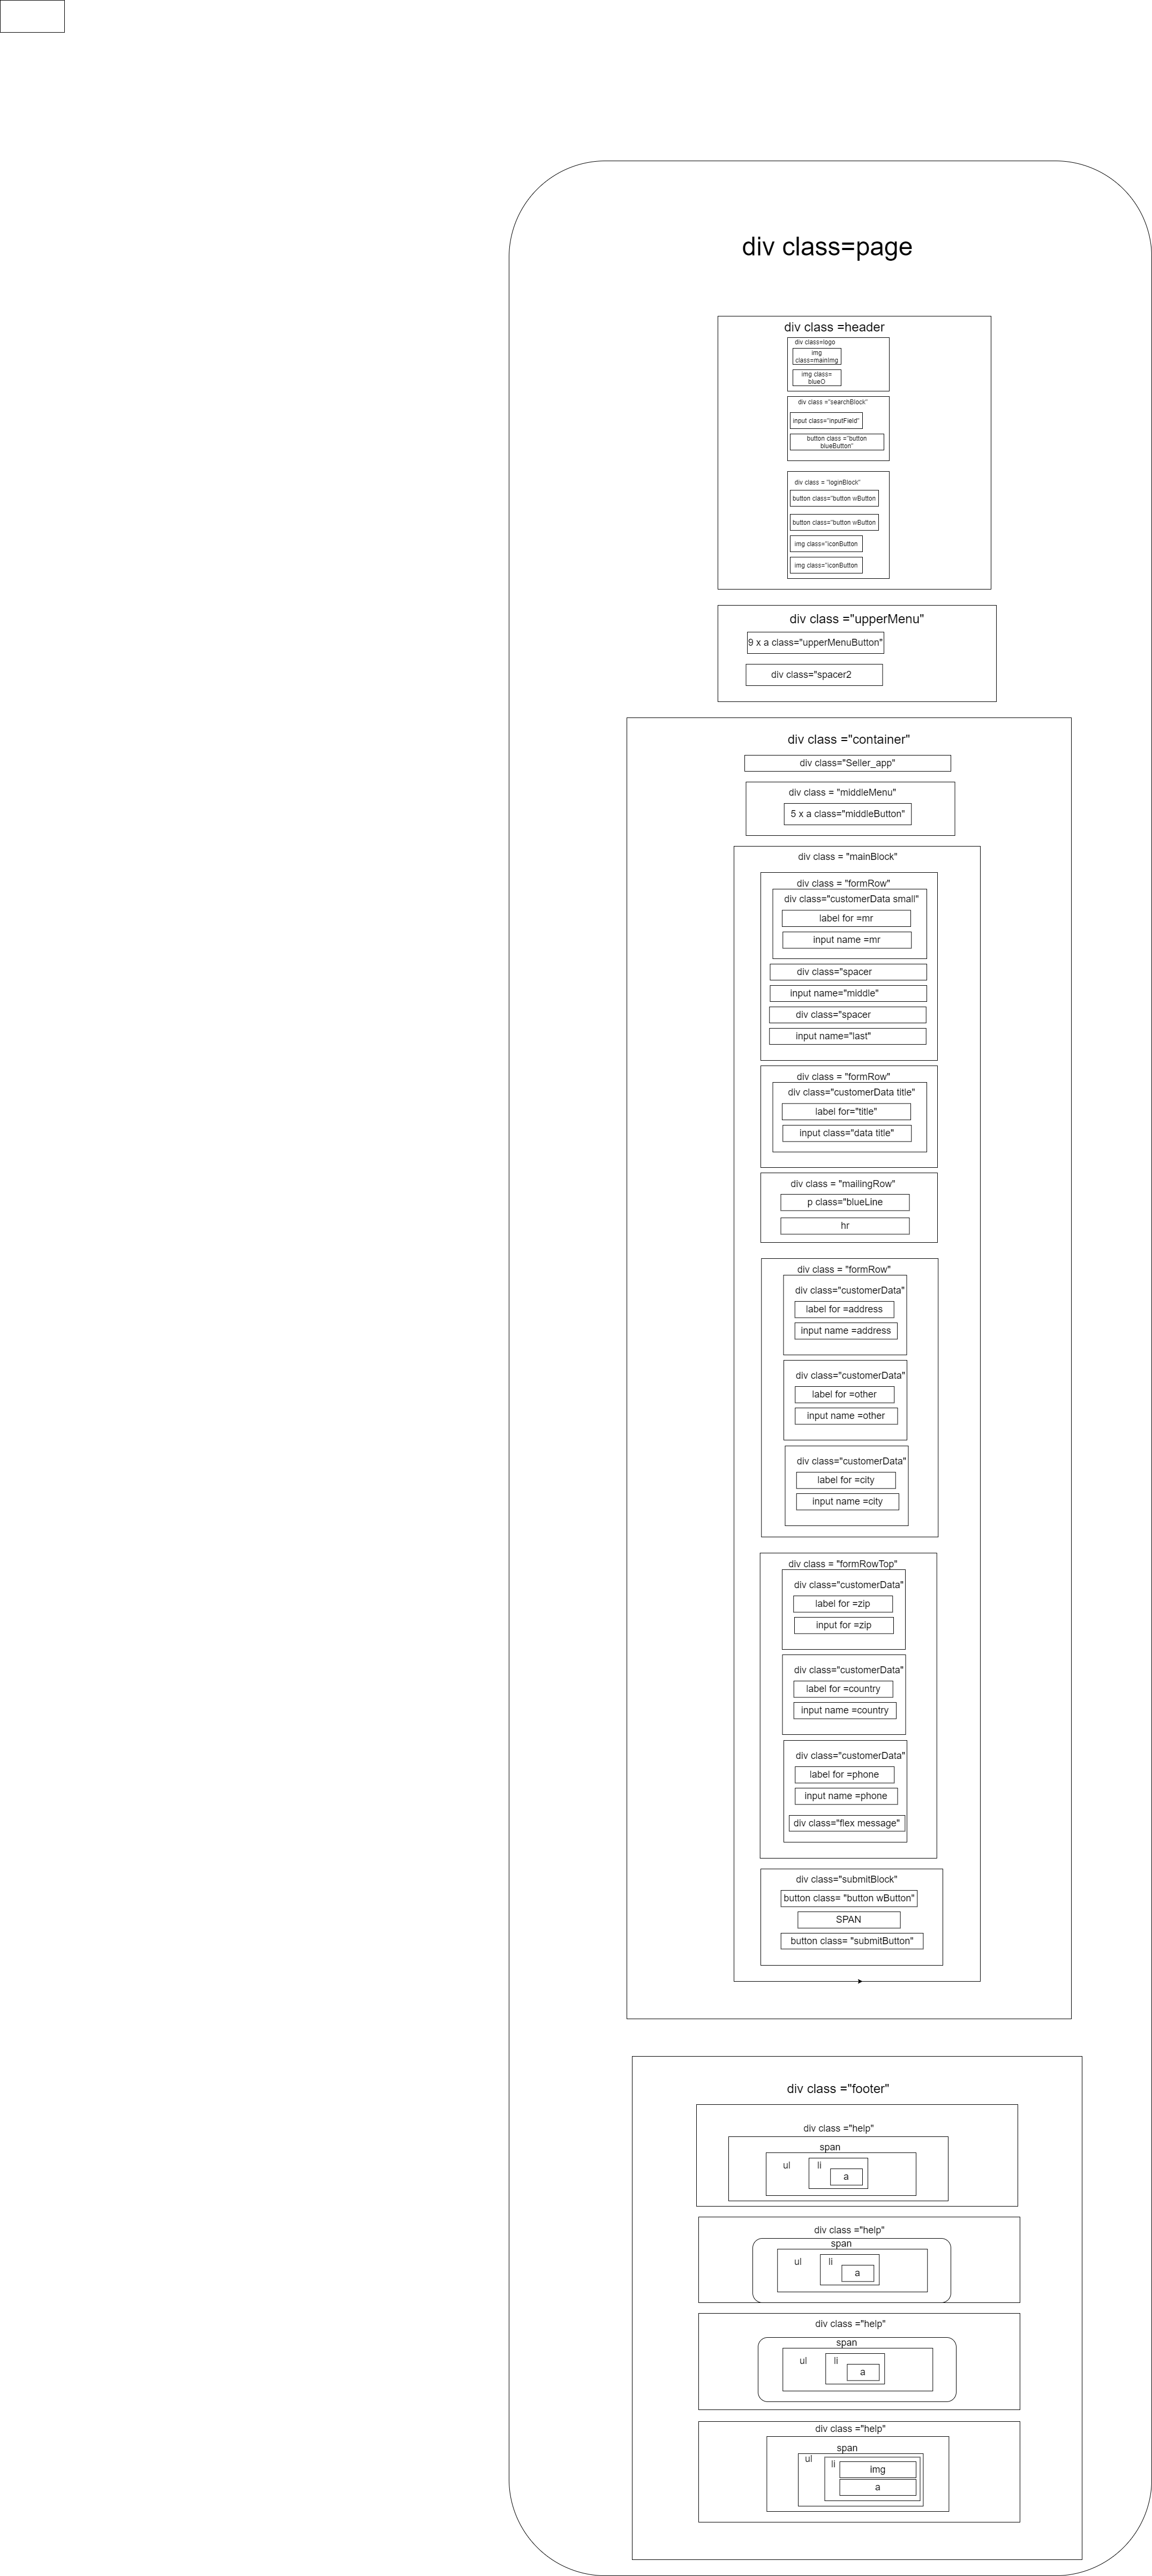 div class=page
div class =header
div class=logo
img
class=mainImg
img class=
blueO
div class ="searchBlock"
input class="inputField"
button class ="button
blueButton"
div class = "loginBlock"
button class="button wButton
button class="button wButton
img class="iconButton
img class="iconButton
div class ="upperMenu"
9 x a class="upperMenuButton"
div class="spacer2
div class ="container"
div class="Seller_app"
div class = "middleMenu"
5 x a class="middleButton"
div class = "mainBlock"
div class = "formRow"
div class="customerData small"
label for =mr
input name =mr
div class="spacer
input name="middle"
div class="spacer
input name="last"
div class = "formRow"
div class="customerData title"
label for="title"
input class="data title"
div class = "mailingRow"
p class="blueLine
hr
div class = "formRow"
div class="customerData"
label for =address
input name =address
div class="customerData"
label for =other
input name =other
div class="customerData"
label for =city
input name =city
div class = "formRowTop"
div class="customerData"
label for =zip
input for =zip
div class="customerData"
label for =country
input name =country
div class="customerData"
label for =phone
input name =phone
div class="flex message"
div class="submitBlock"
button class= "button wButton"
SPAN
button class= "submitButton"
div class ="footer"
div class ="help"
span
ul
li
a
div class ="help"
span
ul
li
a
div class ="help"
span
ul
li
a
div class ="help"
span
ul
li
img
a